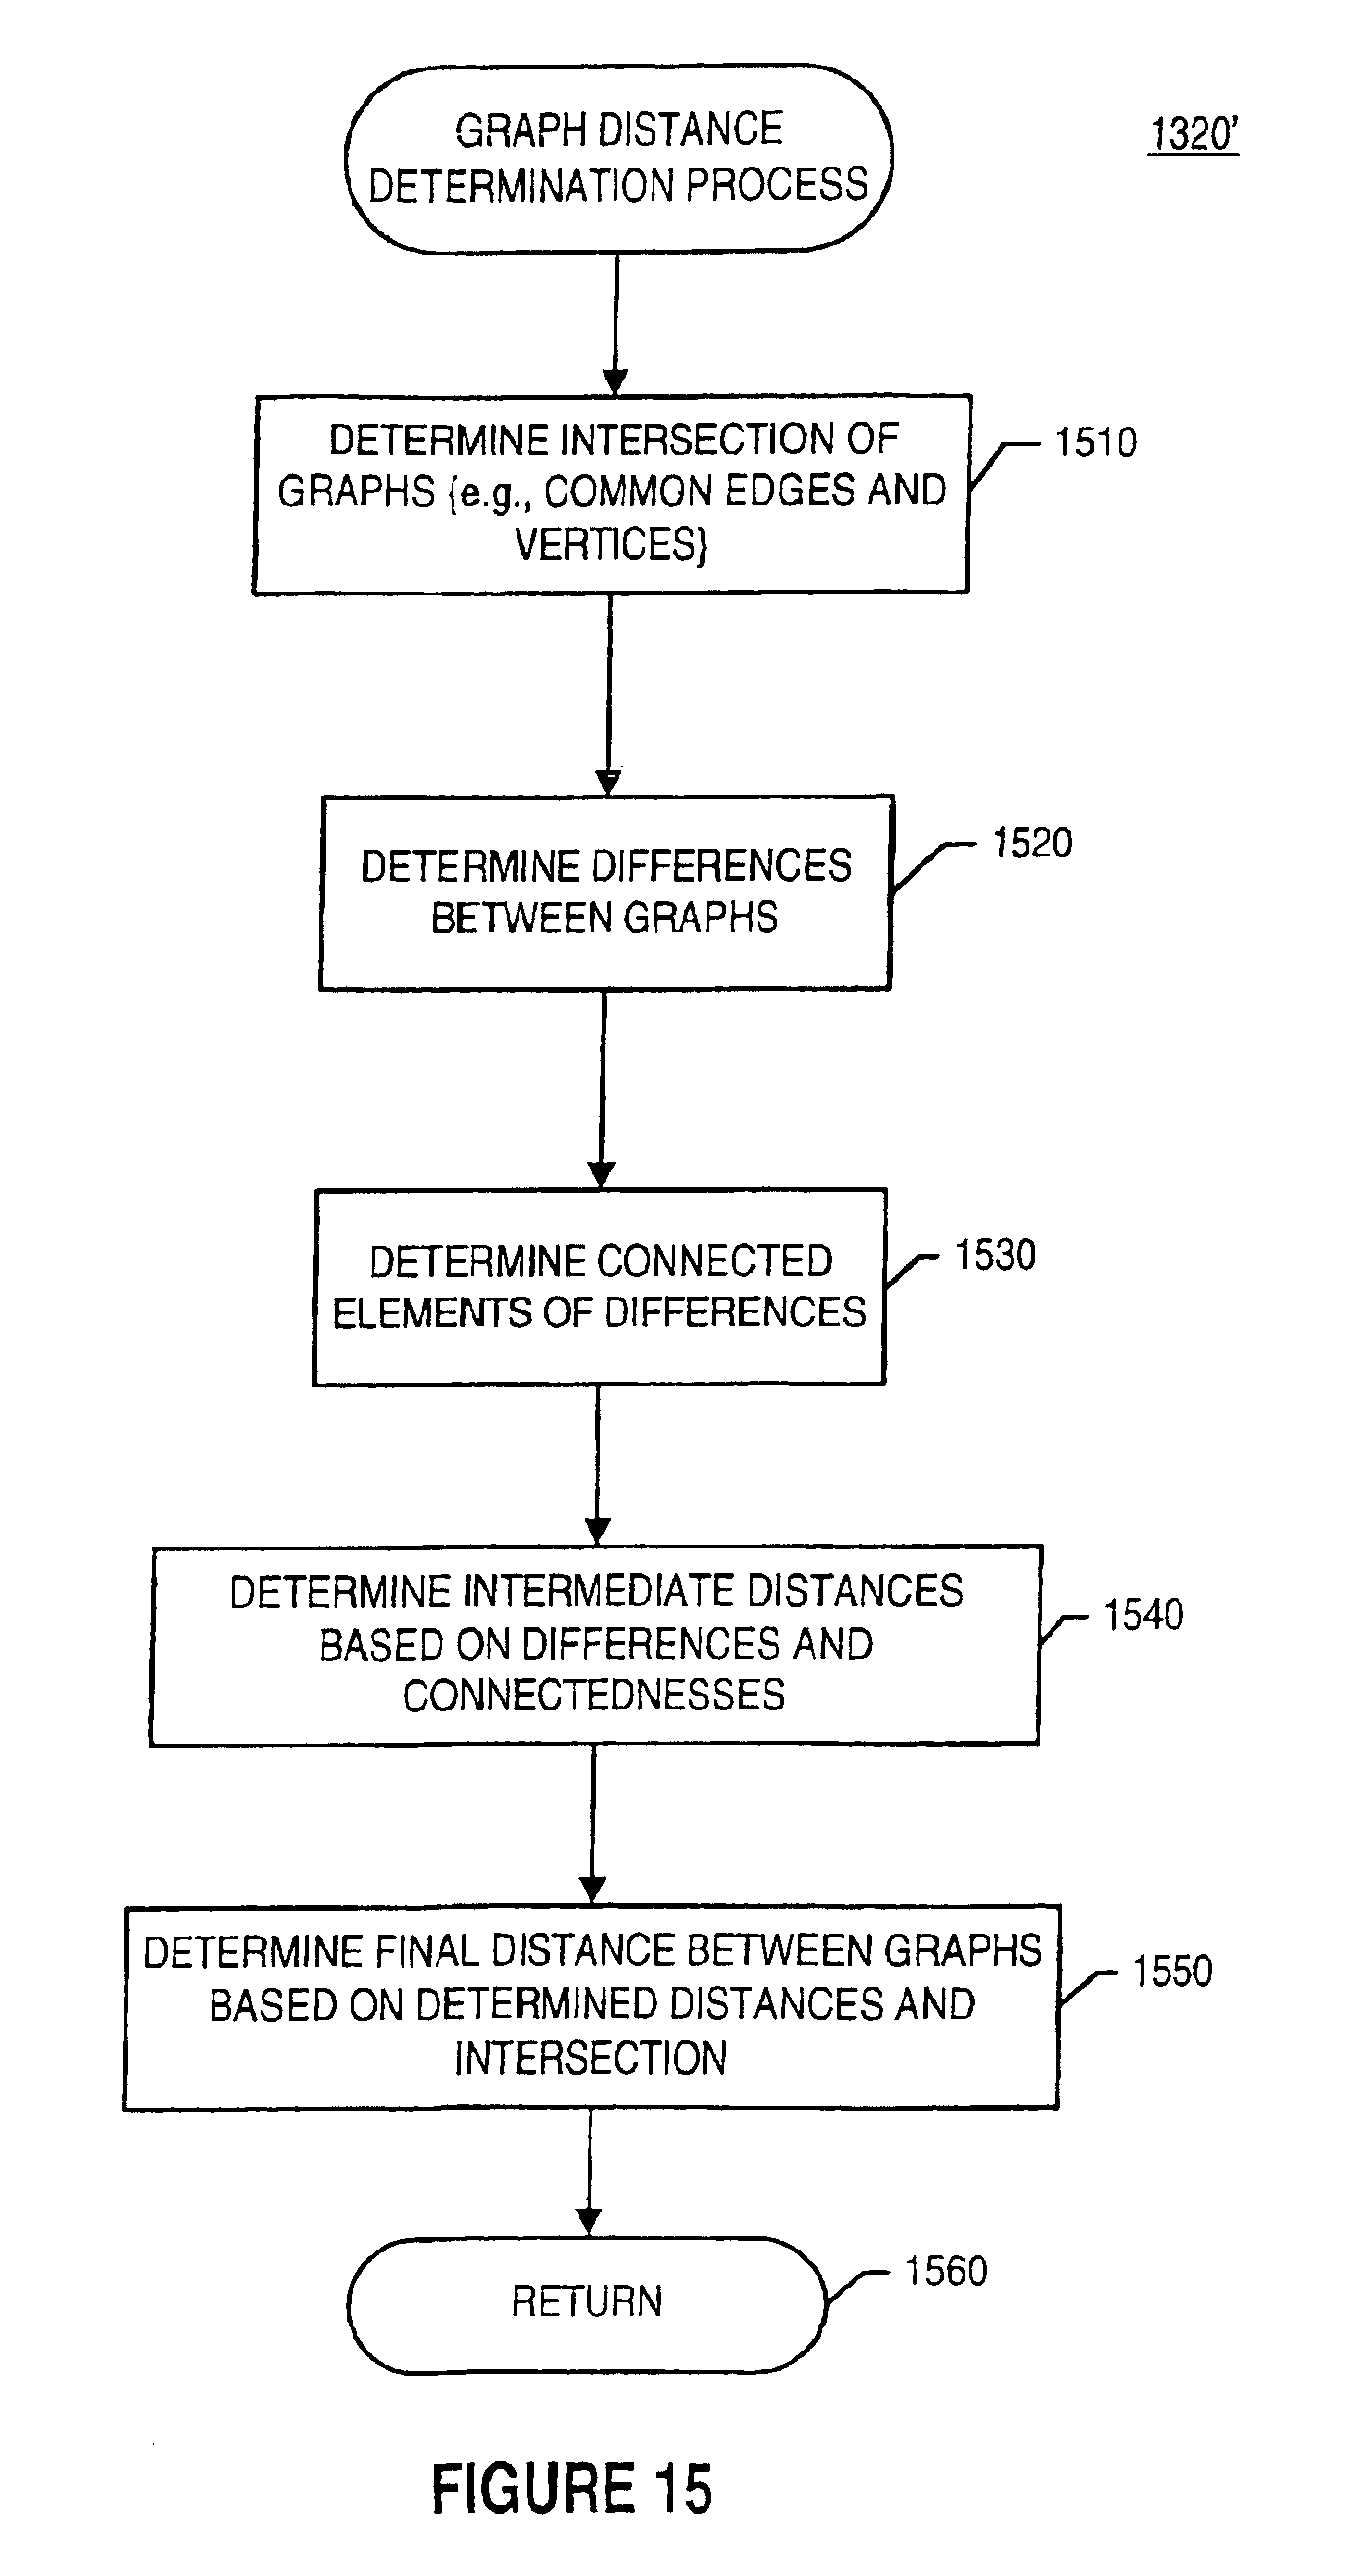 GRAPH DISTANCE
DETERMINATION PROCESS
1320'
DETERMINE INTERSECTION OF
GRAPHS {e.g., COMMON EDGES AND
VERTICES}
1510
DETERMINE DIFFERENCES
BETWEEN GRAPHS
1520
DETERMINE CONNECTED
ELEMENTS OF DIFFERENCES
1530
DETERMINE INTERMEDIATE DISTANCES
BASED ON DIFFERENCES AND
CONNECTEDNESSES
1540
DETERMINE FINAL DISTANCE BETWEEN GRAPHS
BASED ON DETERMINED DISTANCES AND
INTERSECTION
1550
RETURN
1560
FIGURE 15